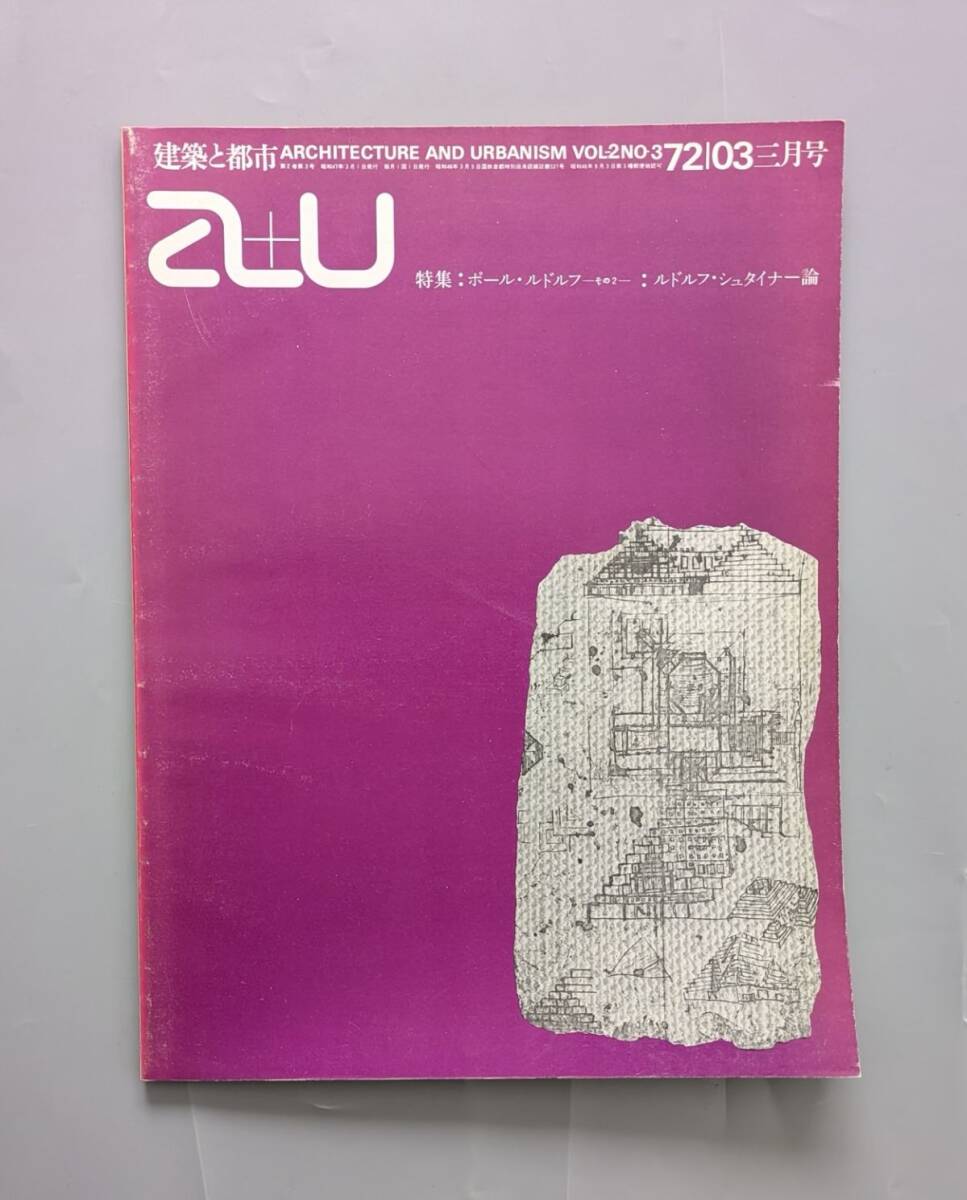 建築と都市 ARCHITECTURE AND URBANISM VOL·2 NO·3 72|03 三月号
a+u
特集:ポール・ルドルフ—その2—:ルドルフ・シュタイナー論